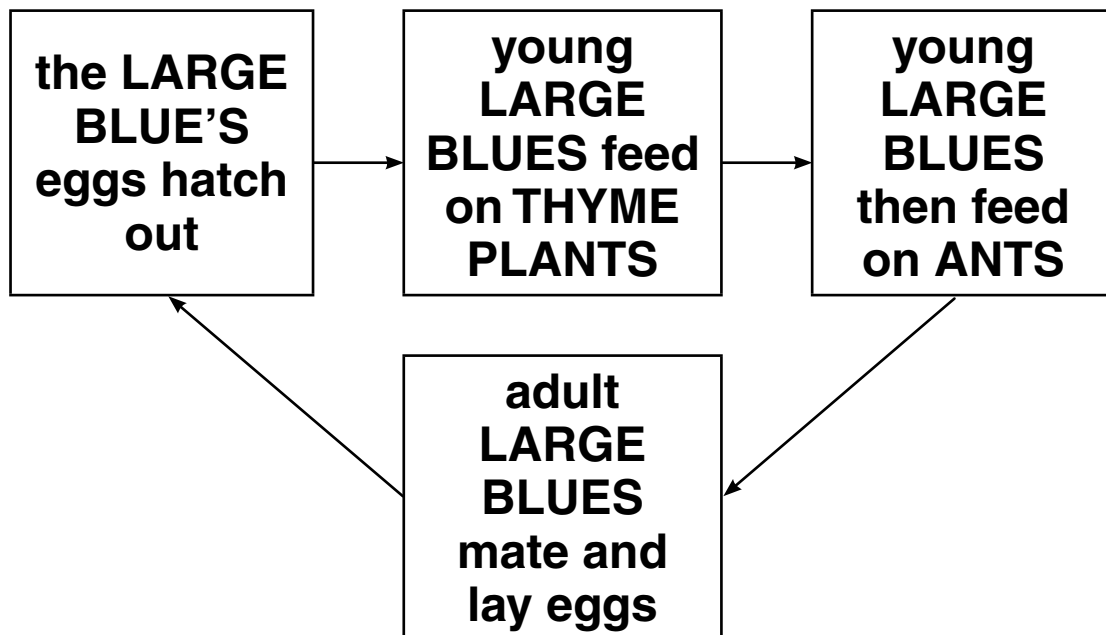 the LARGE
BLUE’S
eggs hatch
out
young
LARGE
BLUES feed
on THYME
PLANTS
young
LARGE
BLUES
then feed
on ANTS
adult
LARGE
BLUES
mate and
lay eggs